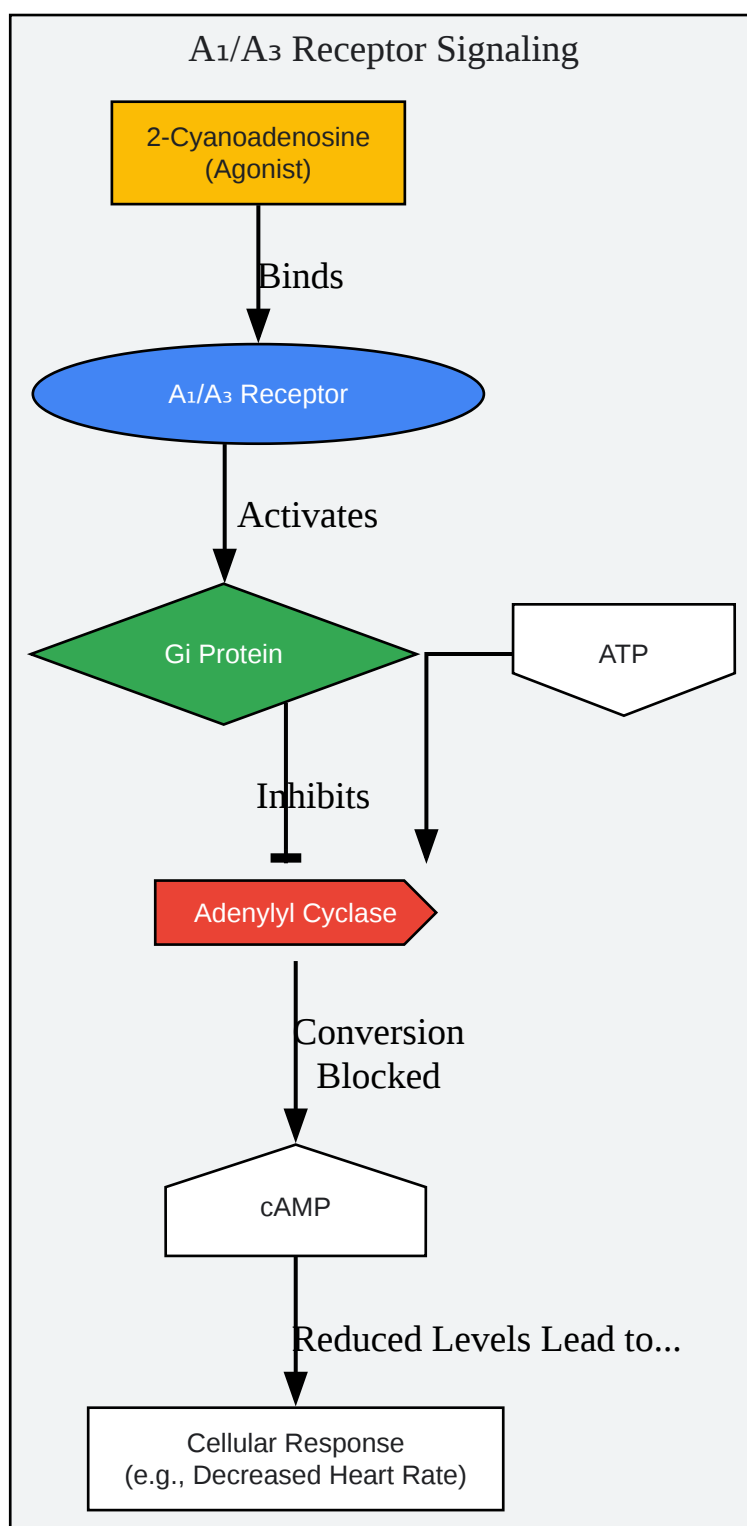 A₁/A₃ Receptor Signaling
2-Cyanoadenosine
(Agonist)
Binds
A₁/A₃ Receptor
Activates
Gi Protein
ATP
Inhibits
Adenylyl Cyclase
Conversion
Blocked
cAMP
Reduced Levels Lead to...
Cellular Response
(e.g., Decreased Heart Rate)